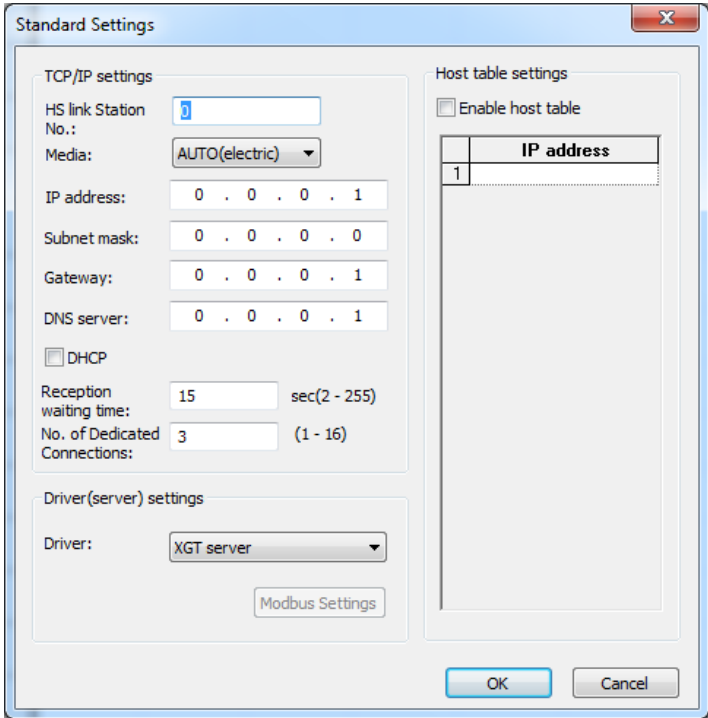 Standard Settings
TCP/IP settings
HS link Station
No.:
0
Media:
AUTO(electric)
IP address:
0 . 0 . 0 . 1
Subnet mask:
0 . 0 . 0 . 0
Gateway:
0 . 0 . 0 . 1
DNS server:
0 . 0 . 0 . 1
DHCP
Reception
waiting time:
15
sec(2 - 255)
No. of Dedicated
Connections:
3
(1 - 16)
Driver(server) settings
Driver:
XGT server
Modbus Settings
Host table settings
Enable host table
IP address
1
OK
Cancel